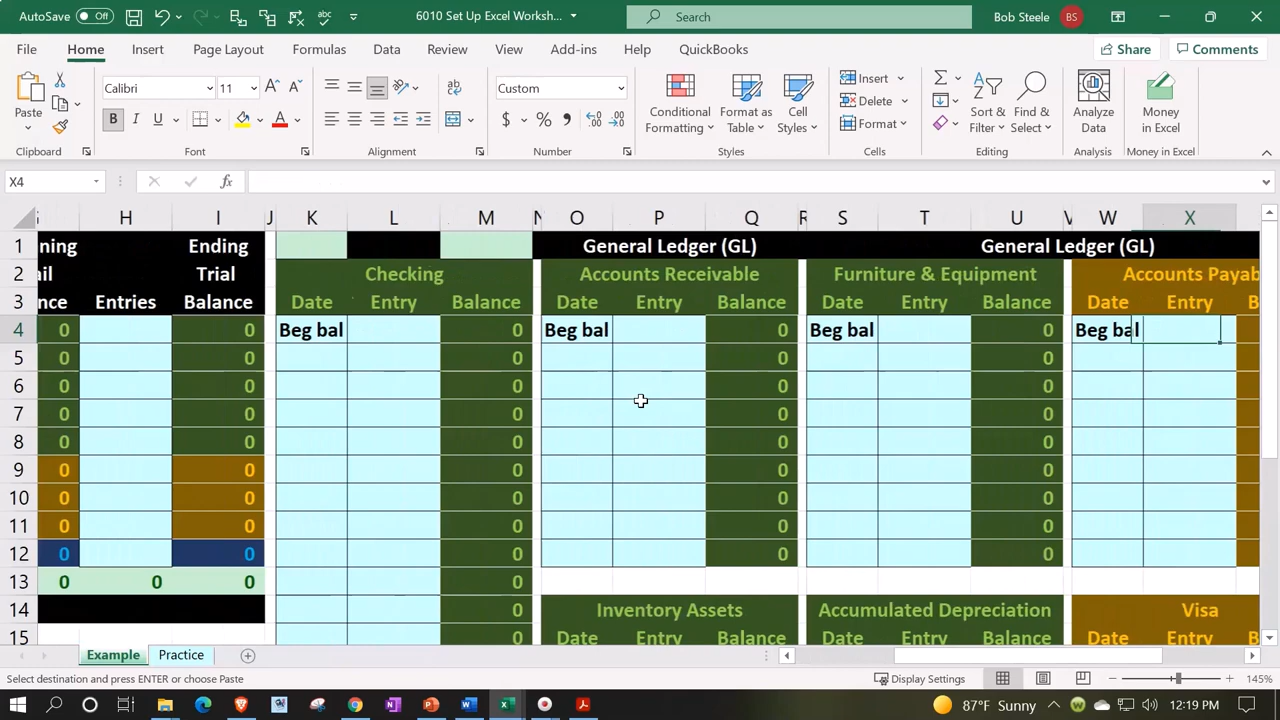 AutoSave Off 6010 Set Up Excel Worksh... Search Bob Steele BS
File Home Insert Page Layout Formulas Data Review View Add-ins Help QuickBooks Share Comments
Paste Calibri 11 Custom Conditional Formatting Format as Table Cell Styles Insert Delete Format Sort & Filter Find & Select Analyze Data Money in Excel
Clipboard Font Alignment Number Styles Cells Editing Analysis Money in Excel
X4 fx
G H I J K L M N O P Q R S T U V W X
1 ning Ending General Ledger (GL) General Ledger (GL)
2 ail Trial Checking Accounts Receivable Furniture & Equipment Accounts Payab
3 nce Entries Balance Date Entry Balance Date Entry Balance Date Entry Balance Date Entry B
4 0 0 Beg bal 0 Beg bal 0 Beg bal 0 Beg bal
5 0 0 0 0 0
6 0 0 0 0 0
7 0 0 0 0 0
8 0 0 0 0 0
9 0 0 0 0 0
10 0 0 0 0 0
11 0 0 0 0 0
12 0 0 0 0 0
13 0 0 0 0
14 0 Inventory Assets Accumulated Depreciation Visa
15 0 Date Entry Balance Date Entry Balance Date Entry B
Example Practice
Select destination and press ENTER or choose Paste Display Settings 145%
87°F Sunny 12:19 PM